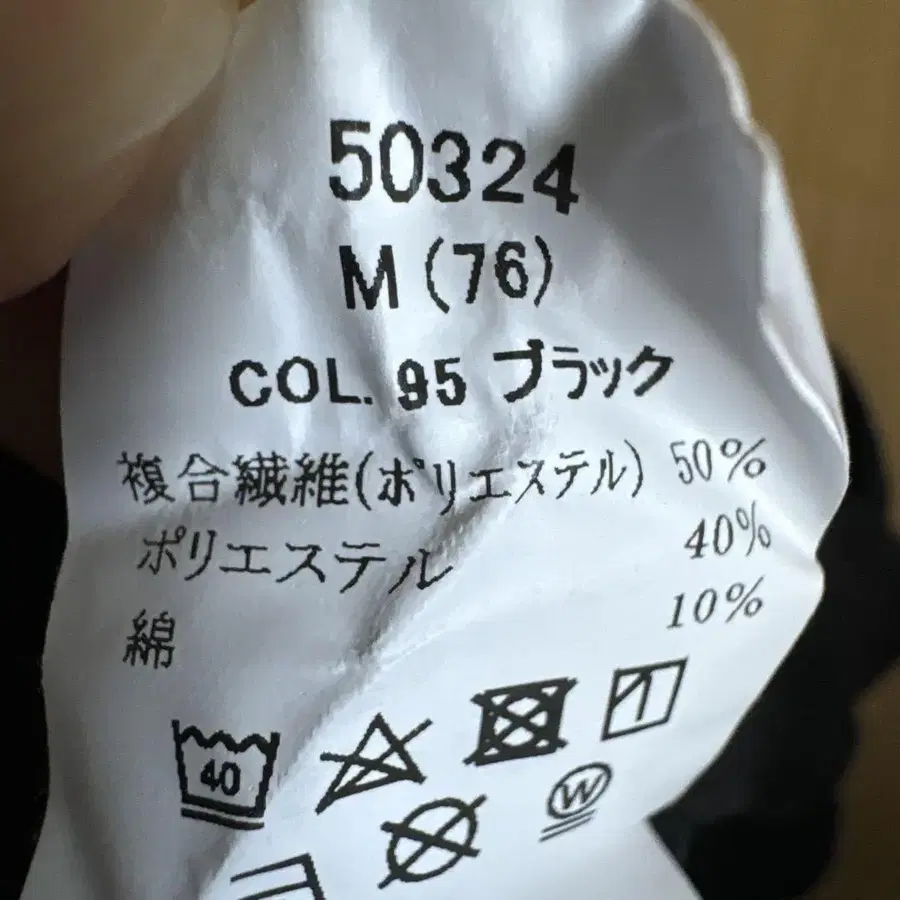 50324
M (76)
COL. 95 ブラック
複合繊維(ポリエステル) 50%
ポリエステル 40%
綿 10%
40
W